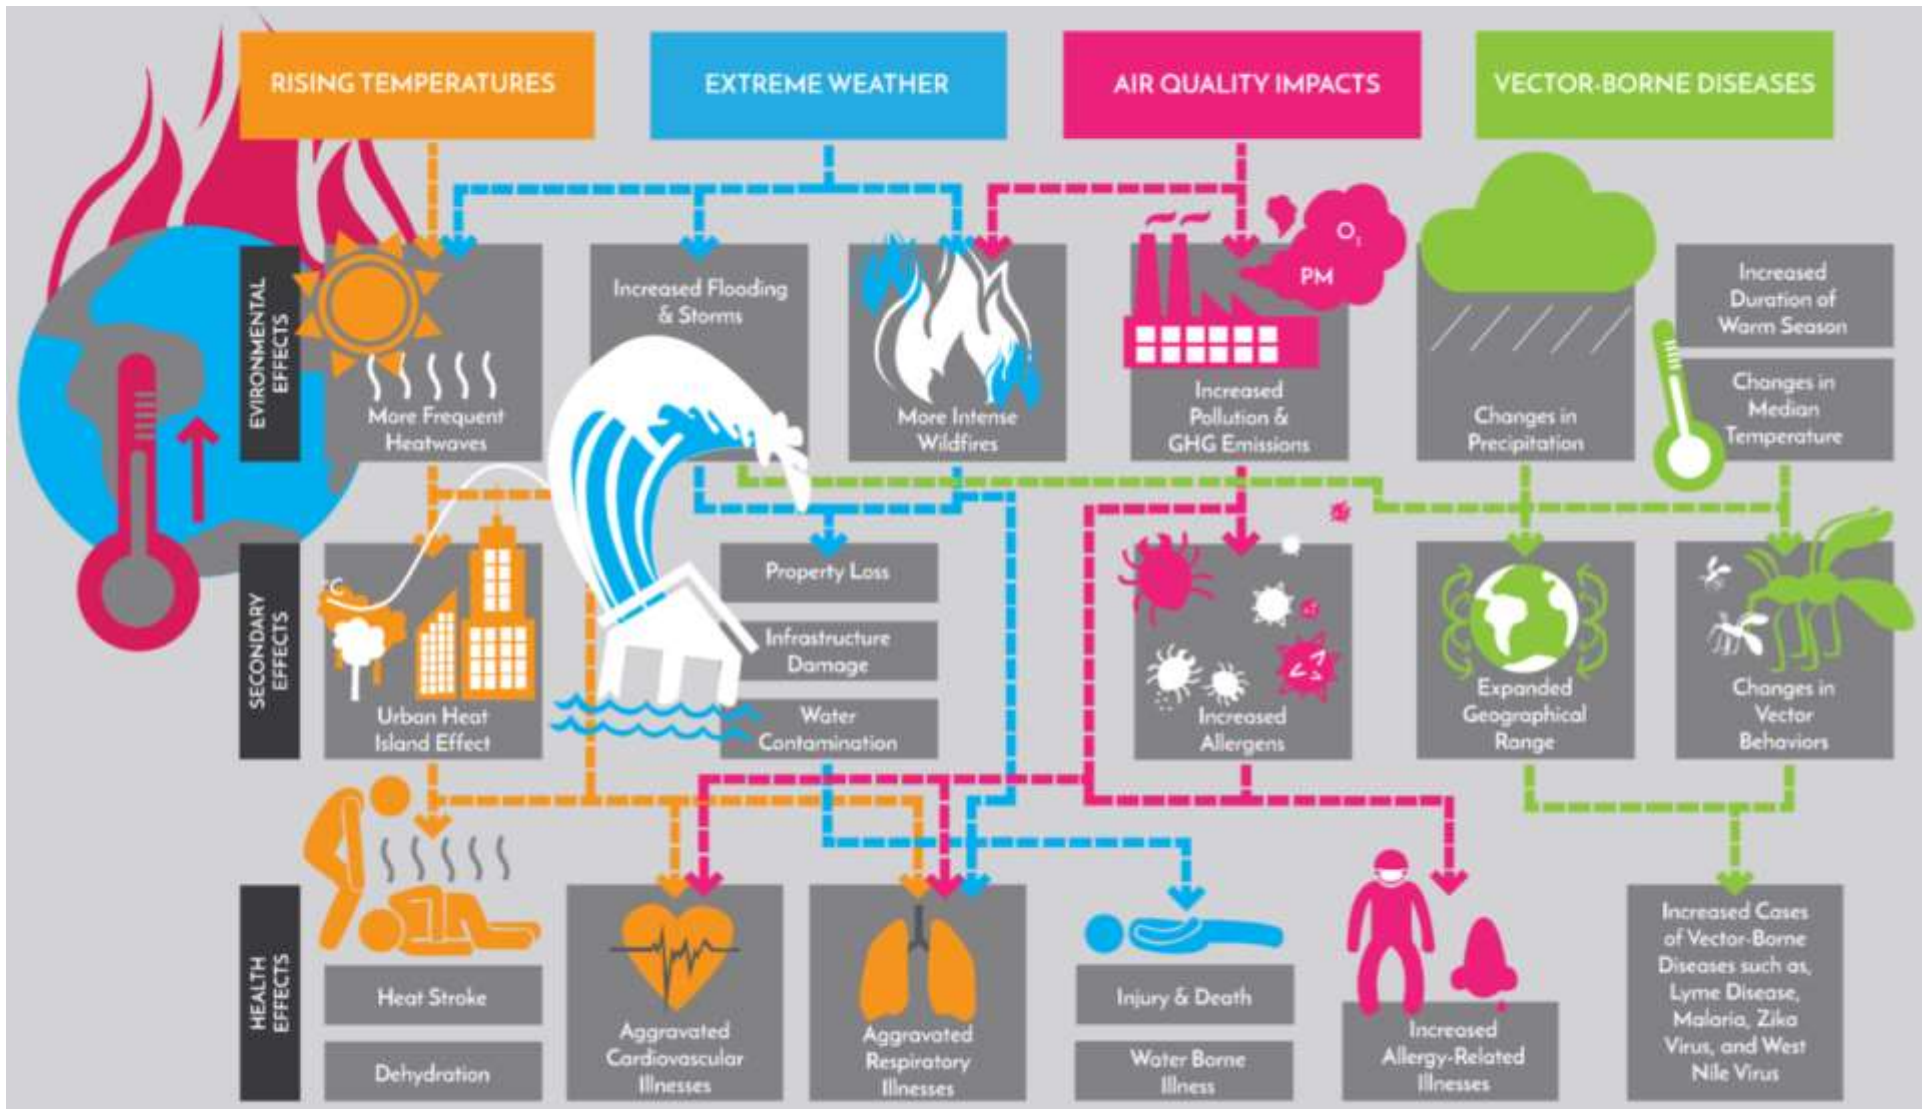 RISING TEMPERATURES
EXTREME WEATHER
AIR QUALITY IMPACTS
VECTOR-BORNE DISEASES
EVIRONMENTAL
EFFECTS
More Frequent
Heatwaves
Increased Flooding
& Storms
More Intense
Wildfires
PM
Increased
Pollution &
GHG Emissions
Changes in
Precipitation
Increased
Duration of
Warm Season
Changes in
Median
Temperature
SECONDARY
EFFECTS
°C
Urban Heat
Island Effect
Property Loss
Infrastructure
Damage
Water
Contamination
Increased
Allergens
Expanded
Geographical
Range
Changes in
Vector
Behaviors
HEALTH
EFFECTS
Heat Stroke
Dehydration
Aggravated
Cardiovascular
Illnesses
Aggravated
Respiratory
Illnesses
Injury & Death
Water Borne
Illness
Increased
Allergy-Related
Illnesses
Increased Cases
of Vector-Borne
Diseases such as,
Lyme Disease,
Malaria, Zika
Virus, and West
Nile Virus